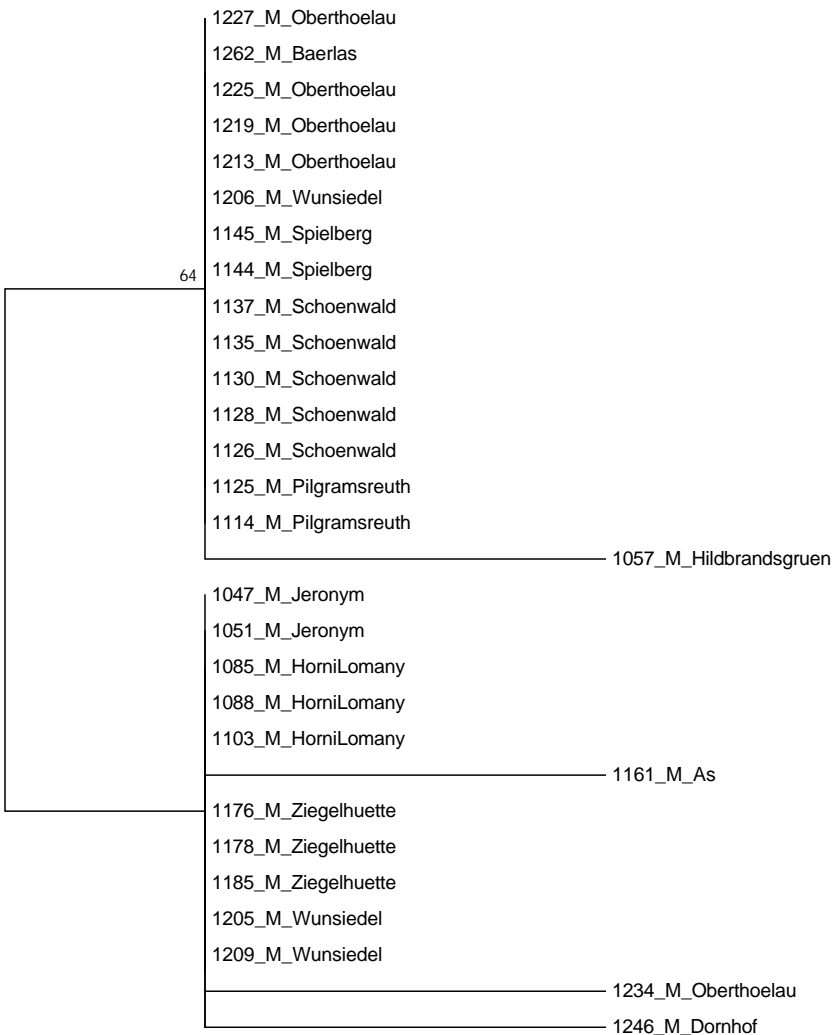 1227_M_Oberthoelau
1262_M_Baerlas
1225_M_Oberthoelau
1219_M_Oberthoelau
1213_M_Oberthoelau
1206_M_Wunsiedel
1145_M_Spielberg
64
1144_M_Spielberg
1137_M_Schoenwald
1135_M_Schoenwald
1130_M_Schoenwald
1128_M_Schoenwald
1126_M_Schoenwald
1125_M_Pilgramsreuth
1114_M_Pilgramsreuth
1057_M_Hildbrandsgruen
1047_M_Jeronym
1051_M_Jeronym
1085_M_HorniLomany
1088_M_HorniLomany
1103_M_HorniLomany
1161_M_As
1176_M_Ziegelhuette
1178_M_Ziegelhuette
1185_M_Ziegelhuette
1205_M_Wunsiedel
1209_M_Wunsiedel
1234_M_Oberthoelau
1246_M_Dornhof